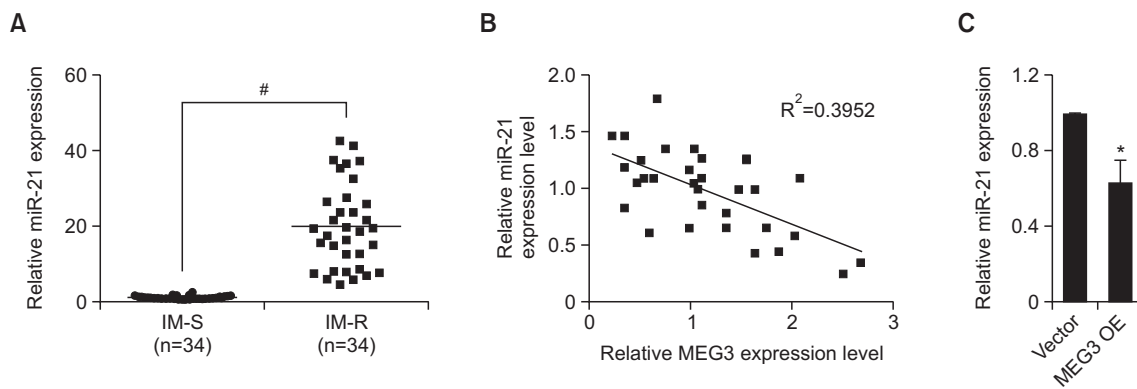 A
Relative miR-21 expression
60
40
20
0
#
IM-S
(n=34)
IM-R
(n=34)
B
Relative miR-21
expression level
2.0
1.5
1.0
0.5
0
R2=0.3952
0
1
2
3
Relative MEG3 expression level
C
Relative miR-21 expression
1.2
0.8
0.4
0
*
Vector
MEG3 OE